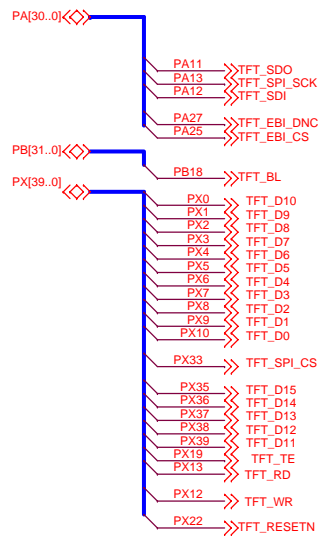 PA[30..0]
PA11 TFT_SDO
PA13 TFT_SPI_SCK
PA12 TFT_SDI
PA27 TFT_EBI_DNC
PA25 TFT_EBI_CS
PB[31..0]
PB18 TFT_BL
PX[39..0]
PX0 TFT_D10
PX1 TFT_D9
PX2 TFT_D8
PX3 TFT_D7
PX4 TFT_D6
PX5 TFT_D5
PX6 TFT_D4
PX7 TFT_D3
PX8 TFT_D2
PX9 TFT_D1
PX10 TFT_D0
PX33 TFT_SPI_CS
PX35 TFT_D15
PX36 TFT_D14
PX37 TFT_D13
PX38 TFT_D12
PX39 TFT_D11
PX19 TFT_TE
PX13 TFT_RD
PX12 TFT_WR
PX22 TFT_RESETN